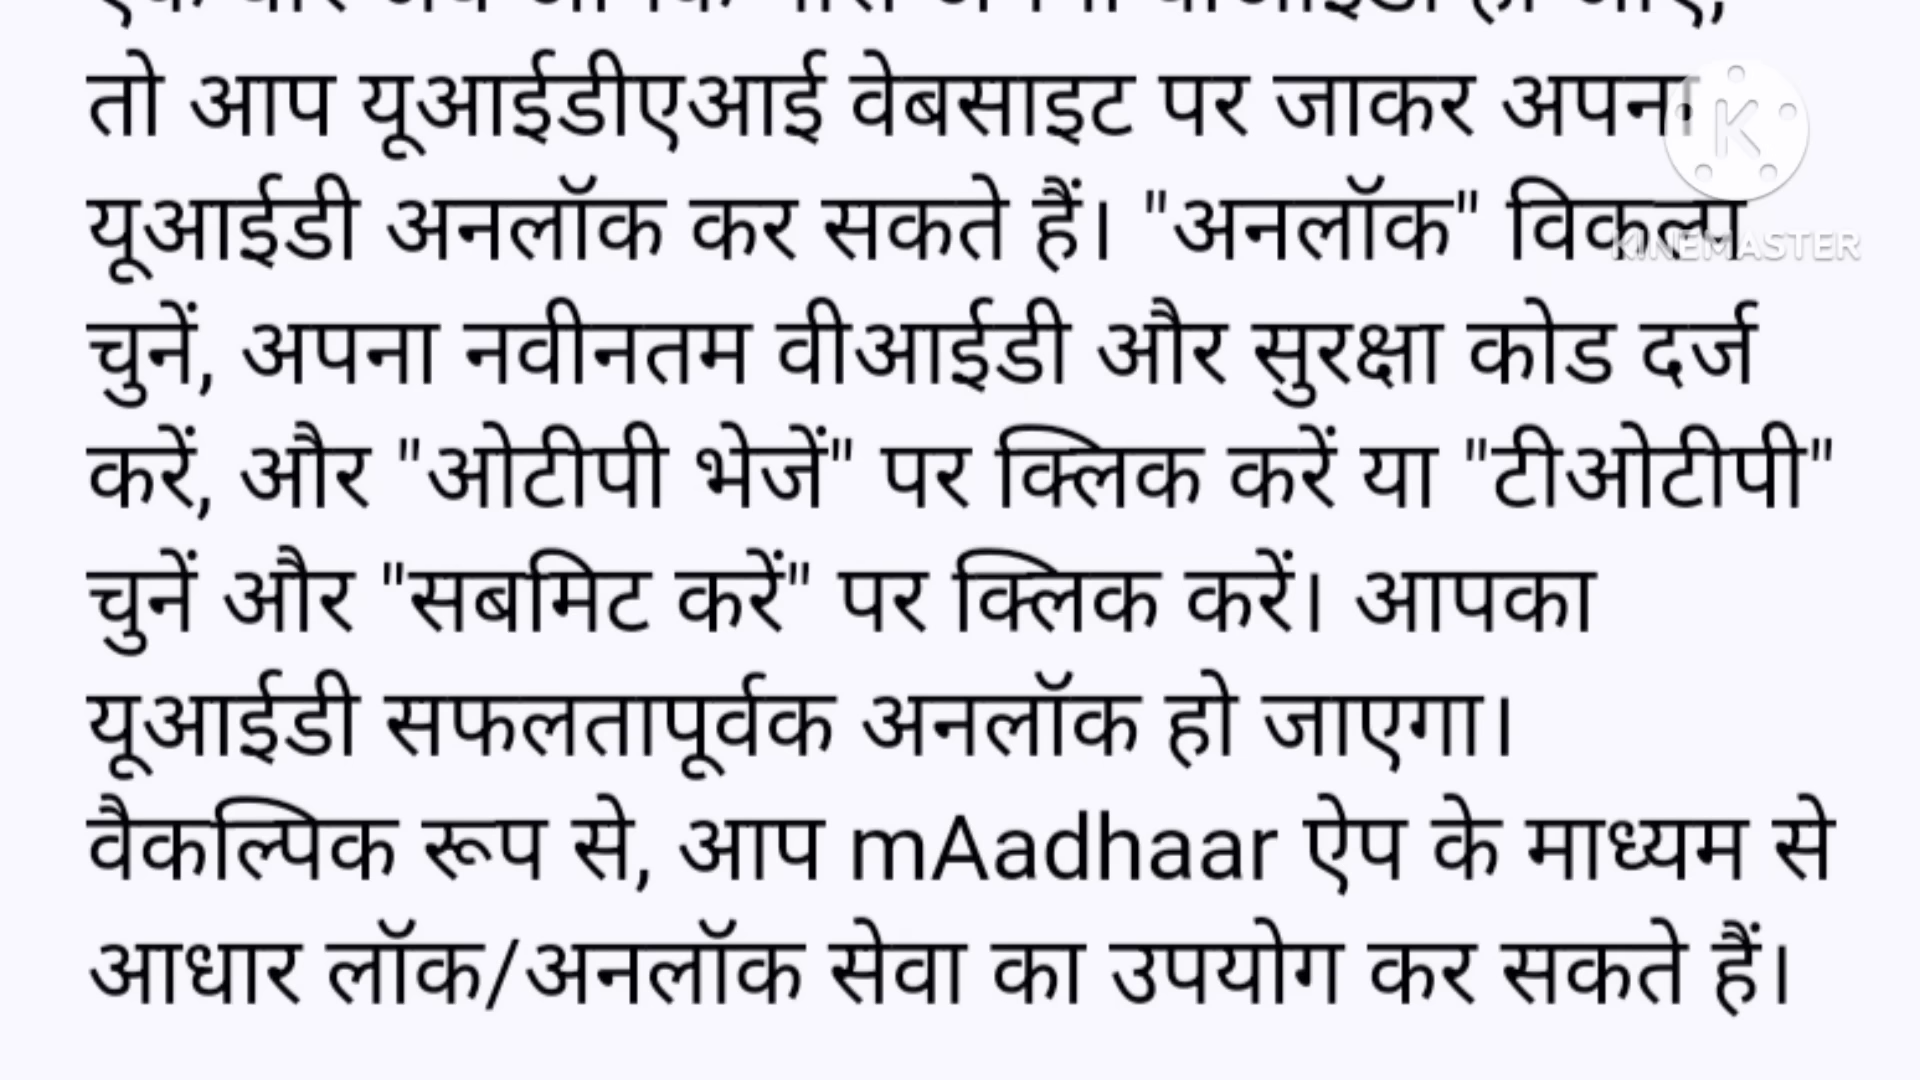 तो आप यूआईडीएआई वेबसाइट पर जाकर अपना
यूआईडी अनलॉक कर सकते हैं। "अनलॉक" विकल्प
चुनें, अपना नवीनतम वीआईडी और सुरक्षा कोड दर्ज
करें, और "ओटीपी भेजें" पर क्लिक करें या "टीओटीपी"
चुनें और "सबमिट करें" पर क्लिक करें। आपका
यूआईडी सफलतापूर्वक अनलॉक हो जाएगा।
वैकल्पिक रूप से, आप mAadhaar ऐप के माध्यम से
आधार लॉक/अनलॉक सेवा का उपयोग कर सकते हैं।
K
KINEMASTER